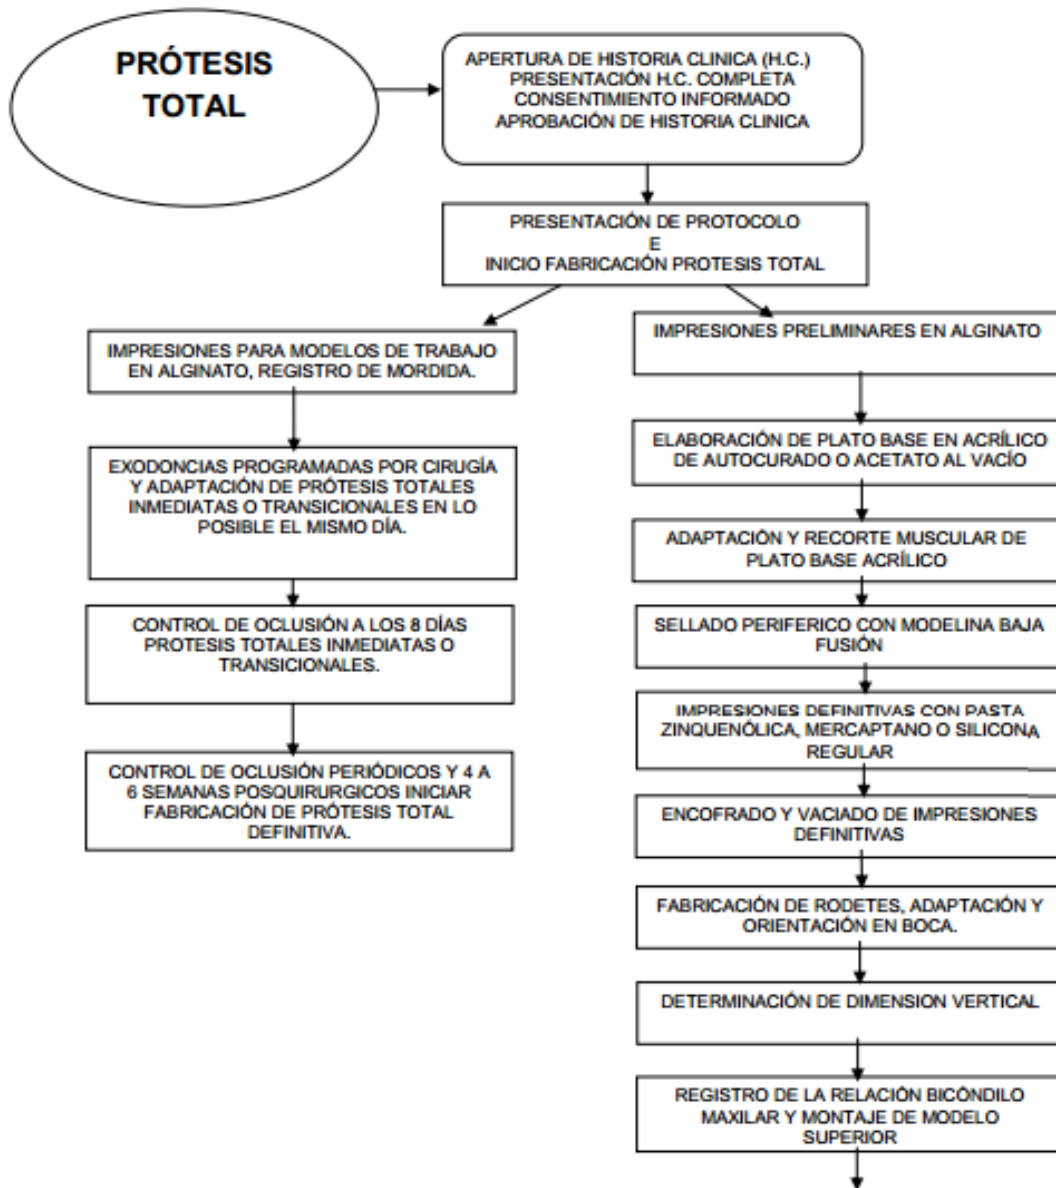 PRÓTESIS
TOTAL
APERTURA DE HISTORIA CLINICA (H.C.)
PRESENTACIÓN H.C. COMPLETA
CONSENTIMIENTO INFORMADO
APROBACIÓN DE HISTORIA CLINICA
PRESENTACIÓN DE PROTOCOLO
E
INICIO FABRICACIÓN PROTESIS TOTAL
IMPRESIONES PARA MODELOS DE TRABAJO
EN ALGINATO, REGISTRO DE MORDIDA.
EXODONCIAS PROGRAMADAS POR CIRUGÍA
Y ADAPTACIÓN DE PRÓTESIS TOTALES
INMEDIATAS O TRANSICIONALES EN LO
POSIBLE EL MISMO DÍA.
CONTROL DE OCLUSIÓN A LOS 8 DÍAS
PROTESIS TOTALES INMEDIATAS O
TRANSICIONALES.
CONTROL DE OCLUSIÓN PERIÓDICOS Y 4 A
6 SEMANAS POSQUIRURGICOS INICIAR
FABRICACIÓN DE PRÓTESIS TOTAL
DEFINITIVA.
IMPRESIONES PRELIMINARES EN ALGINATO
ELABORACIÓN DE PLATO BASE EN ACRÍLICO
DE AUTOCURADO O ACETATO AL VACÍO
ADAPTACIÓN Y RECORTE MUSCULAR DE
PLATO BASE ACRÍLICO
SELLADO PERIFERICO CON MODELINA BAJA
FUSIÓN
IMPRESIONES DEFINITIVAS CON PASTA
ZINQUENÓLICA, MERCAPTANO O SILICONA
REGULAR
ENCOFRADO Y VACIADO DE IMPRESIONES
DEFINITIVAS
FABRICACIÓN DE RODETES, ADAPTACIÓN Y
ORIENTACIÓN EN BOCA.
DETERMINACIÓN DE DIMENSION VERTICAL
REGISTRO DE LA RELACIÓN BICÓNDILO
MAXILAR Y MONTAJE DE MODELO
SUPERIOR